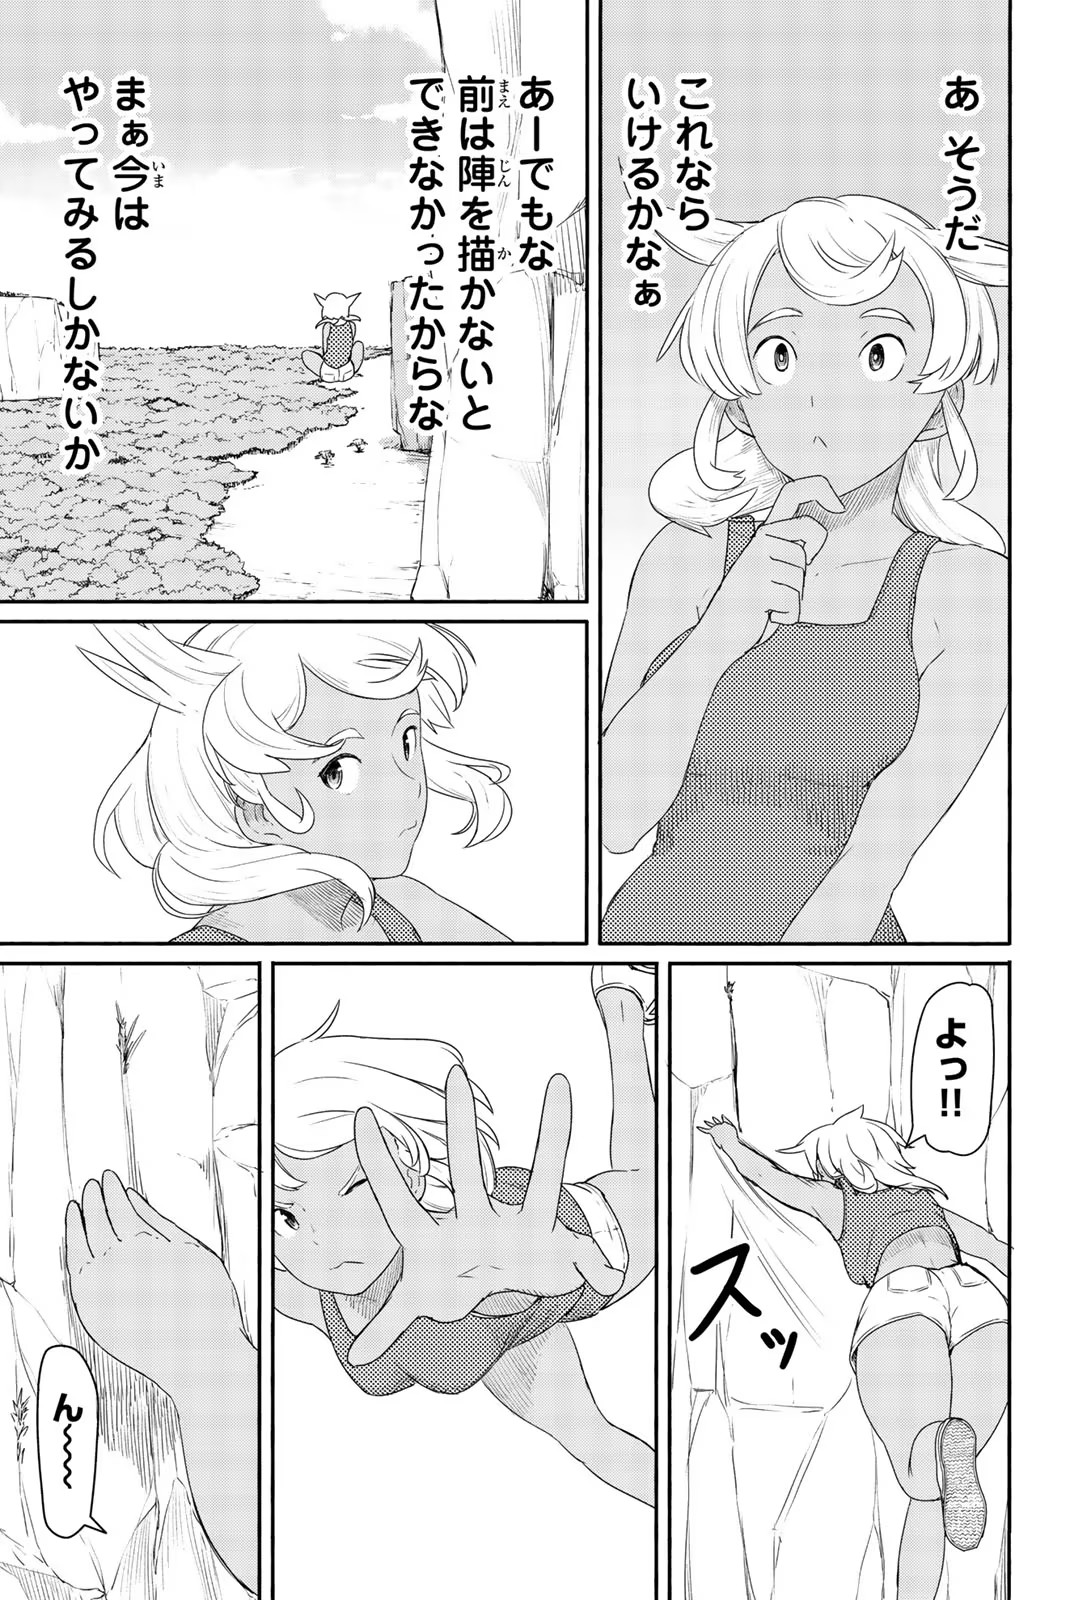 あ そうだ
これなら
いけるかなぁ
あーでもな
前は陣を描かないと
できなかったからな
まぁ今は
やってみるしかないか
よっ!!
スッ
ん〜〜〜